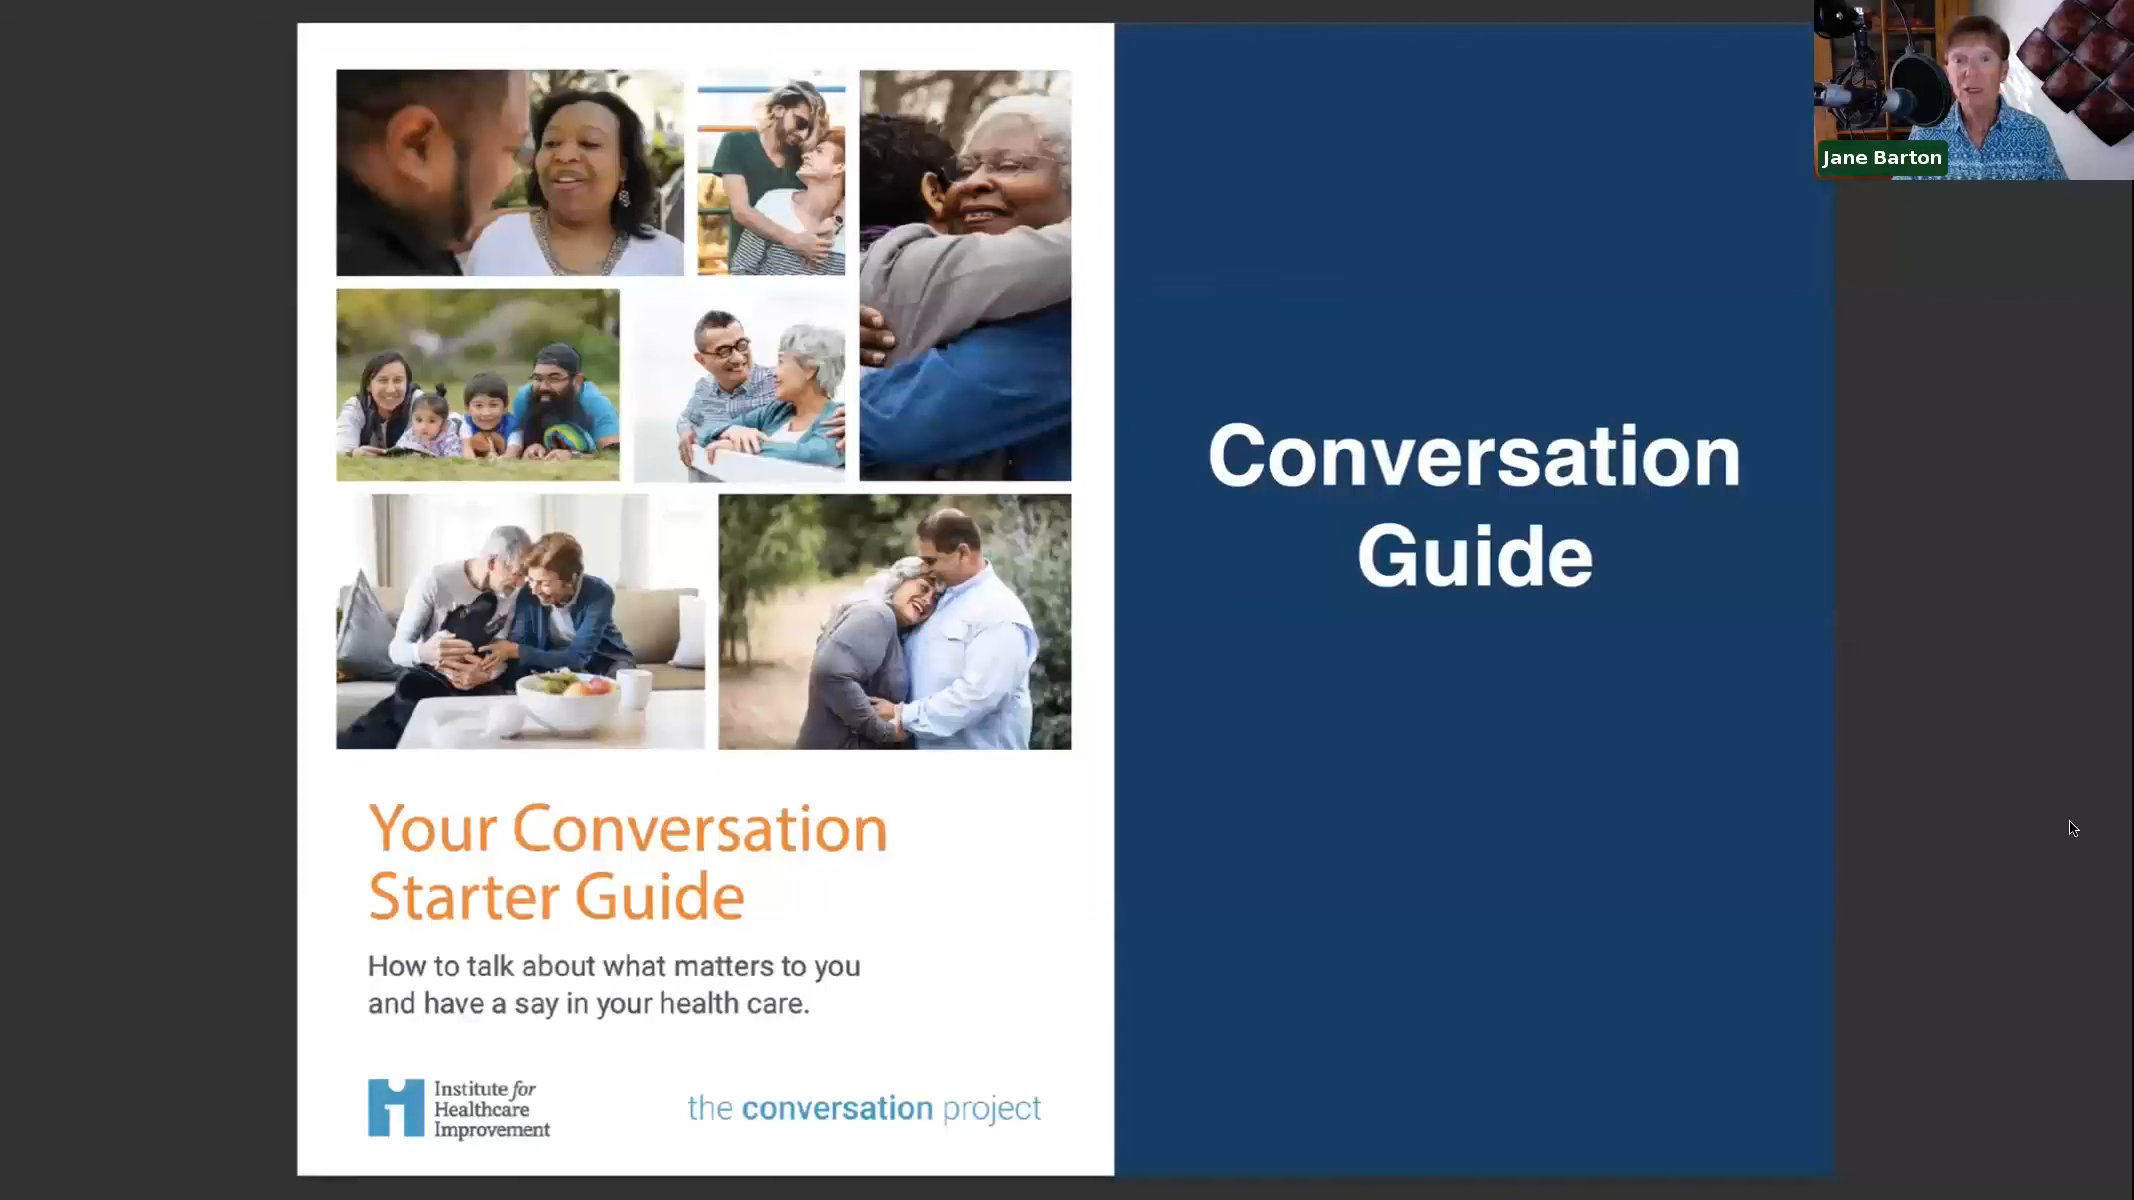 Jane Barton
Conversation
Guide
Your Conversation
Starter Guide
How to talk about what matters to you
and have a say in your health care.
Institute for
Healthcare
Improvement
the conversation project